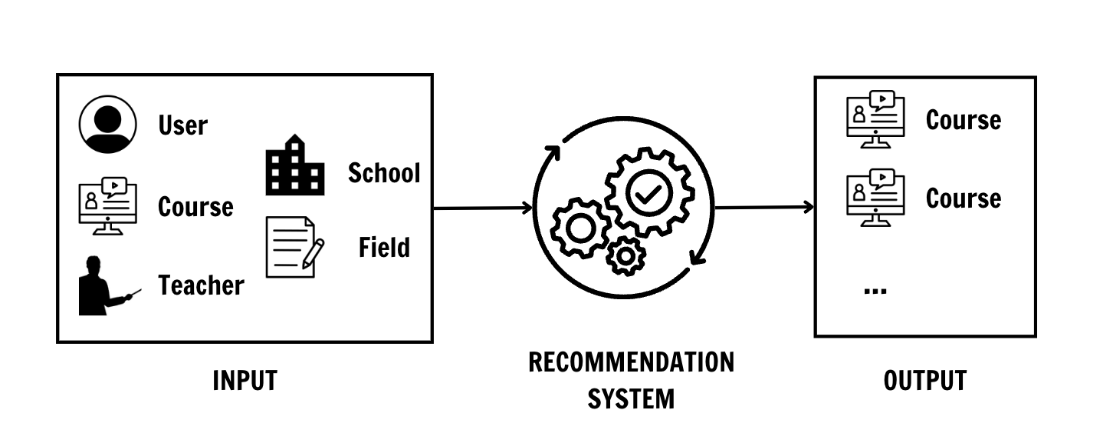 User
Course
Teacher
School
Field
INPUT
RECOMMENDATION
SYSTEM
Course
Course
...
OUTPUT